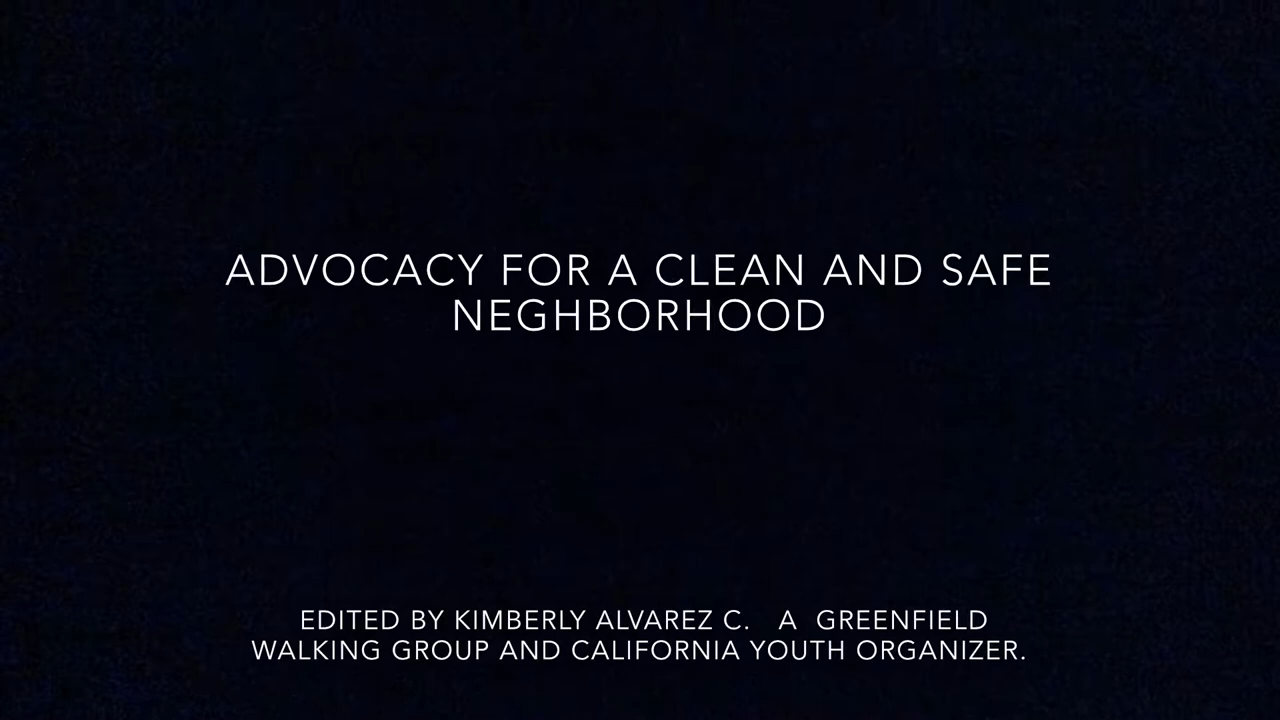 ADVOCACY FOR A CLEAN AND SAFE
NEGHBORHOOD
EDITED BY KIMBERLY ALVAREZ C. A GREENFIELD
WALKING GROUP AND CALIFORNIA YOUTH ORGANIZER.